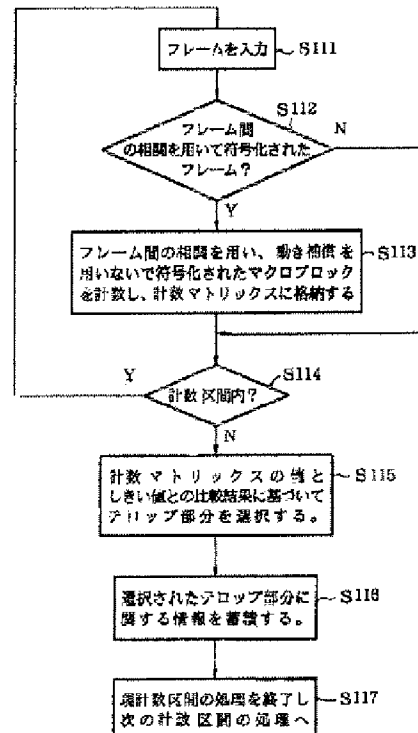 フレームを入力
S111
S112
フレーム間
の相関を用いて符号化された
フレーム?
N
Y
フレーム間の相関を用い、動き補償を
用いないで符号化されたマクロブロック
を計数し、計数マトリックスに格納する
S113
Y
計数区間内?
S114
N
計数マトリックスの値と
しきい値との比較結果に基づいて
テロップ部分を選択する。
S115
選択されたテロップ部分に
関する情報を蓄積する。
S116
現計数区間の処理を終了し
次の計数区間の処理へ
S117